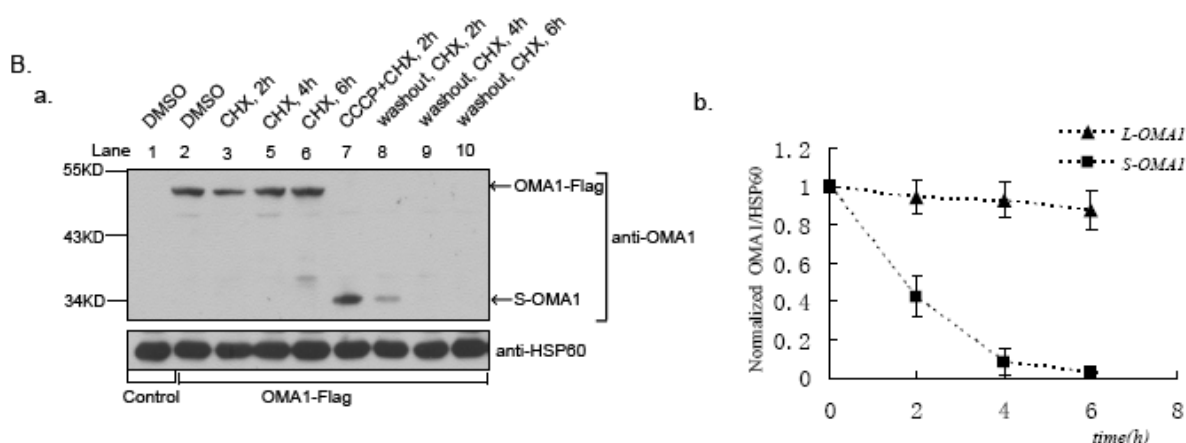 B.
a.
DMSO
DMSO
CHX, 2h
CHX, 4h
CHX, 6h
CCCP+CHX, 2h
washout, CHX, 2h
washout, CHX, 4h
washout, CHX, 6h
Lane 1 2 3 5 6 7 8 9 10
55KD
43KD
34KD
OMA1-Flag
S-OMA1
anti-OMA1
anti-HSP60
Control OMA1-Flag
b.
L-OMA1
S-OMA1
Normalized OMA1/HSP60
1.2
1
0.8
0.6
0.4
0.2
0
0 2 4 6 8
time(h)